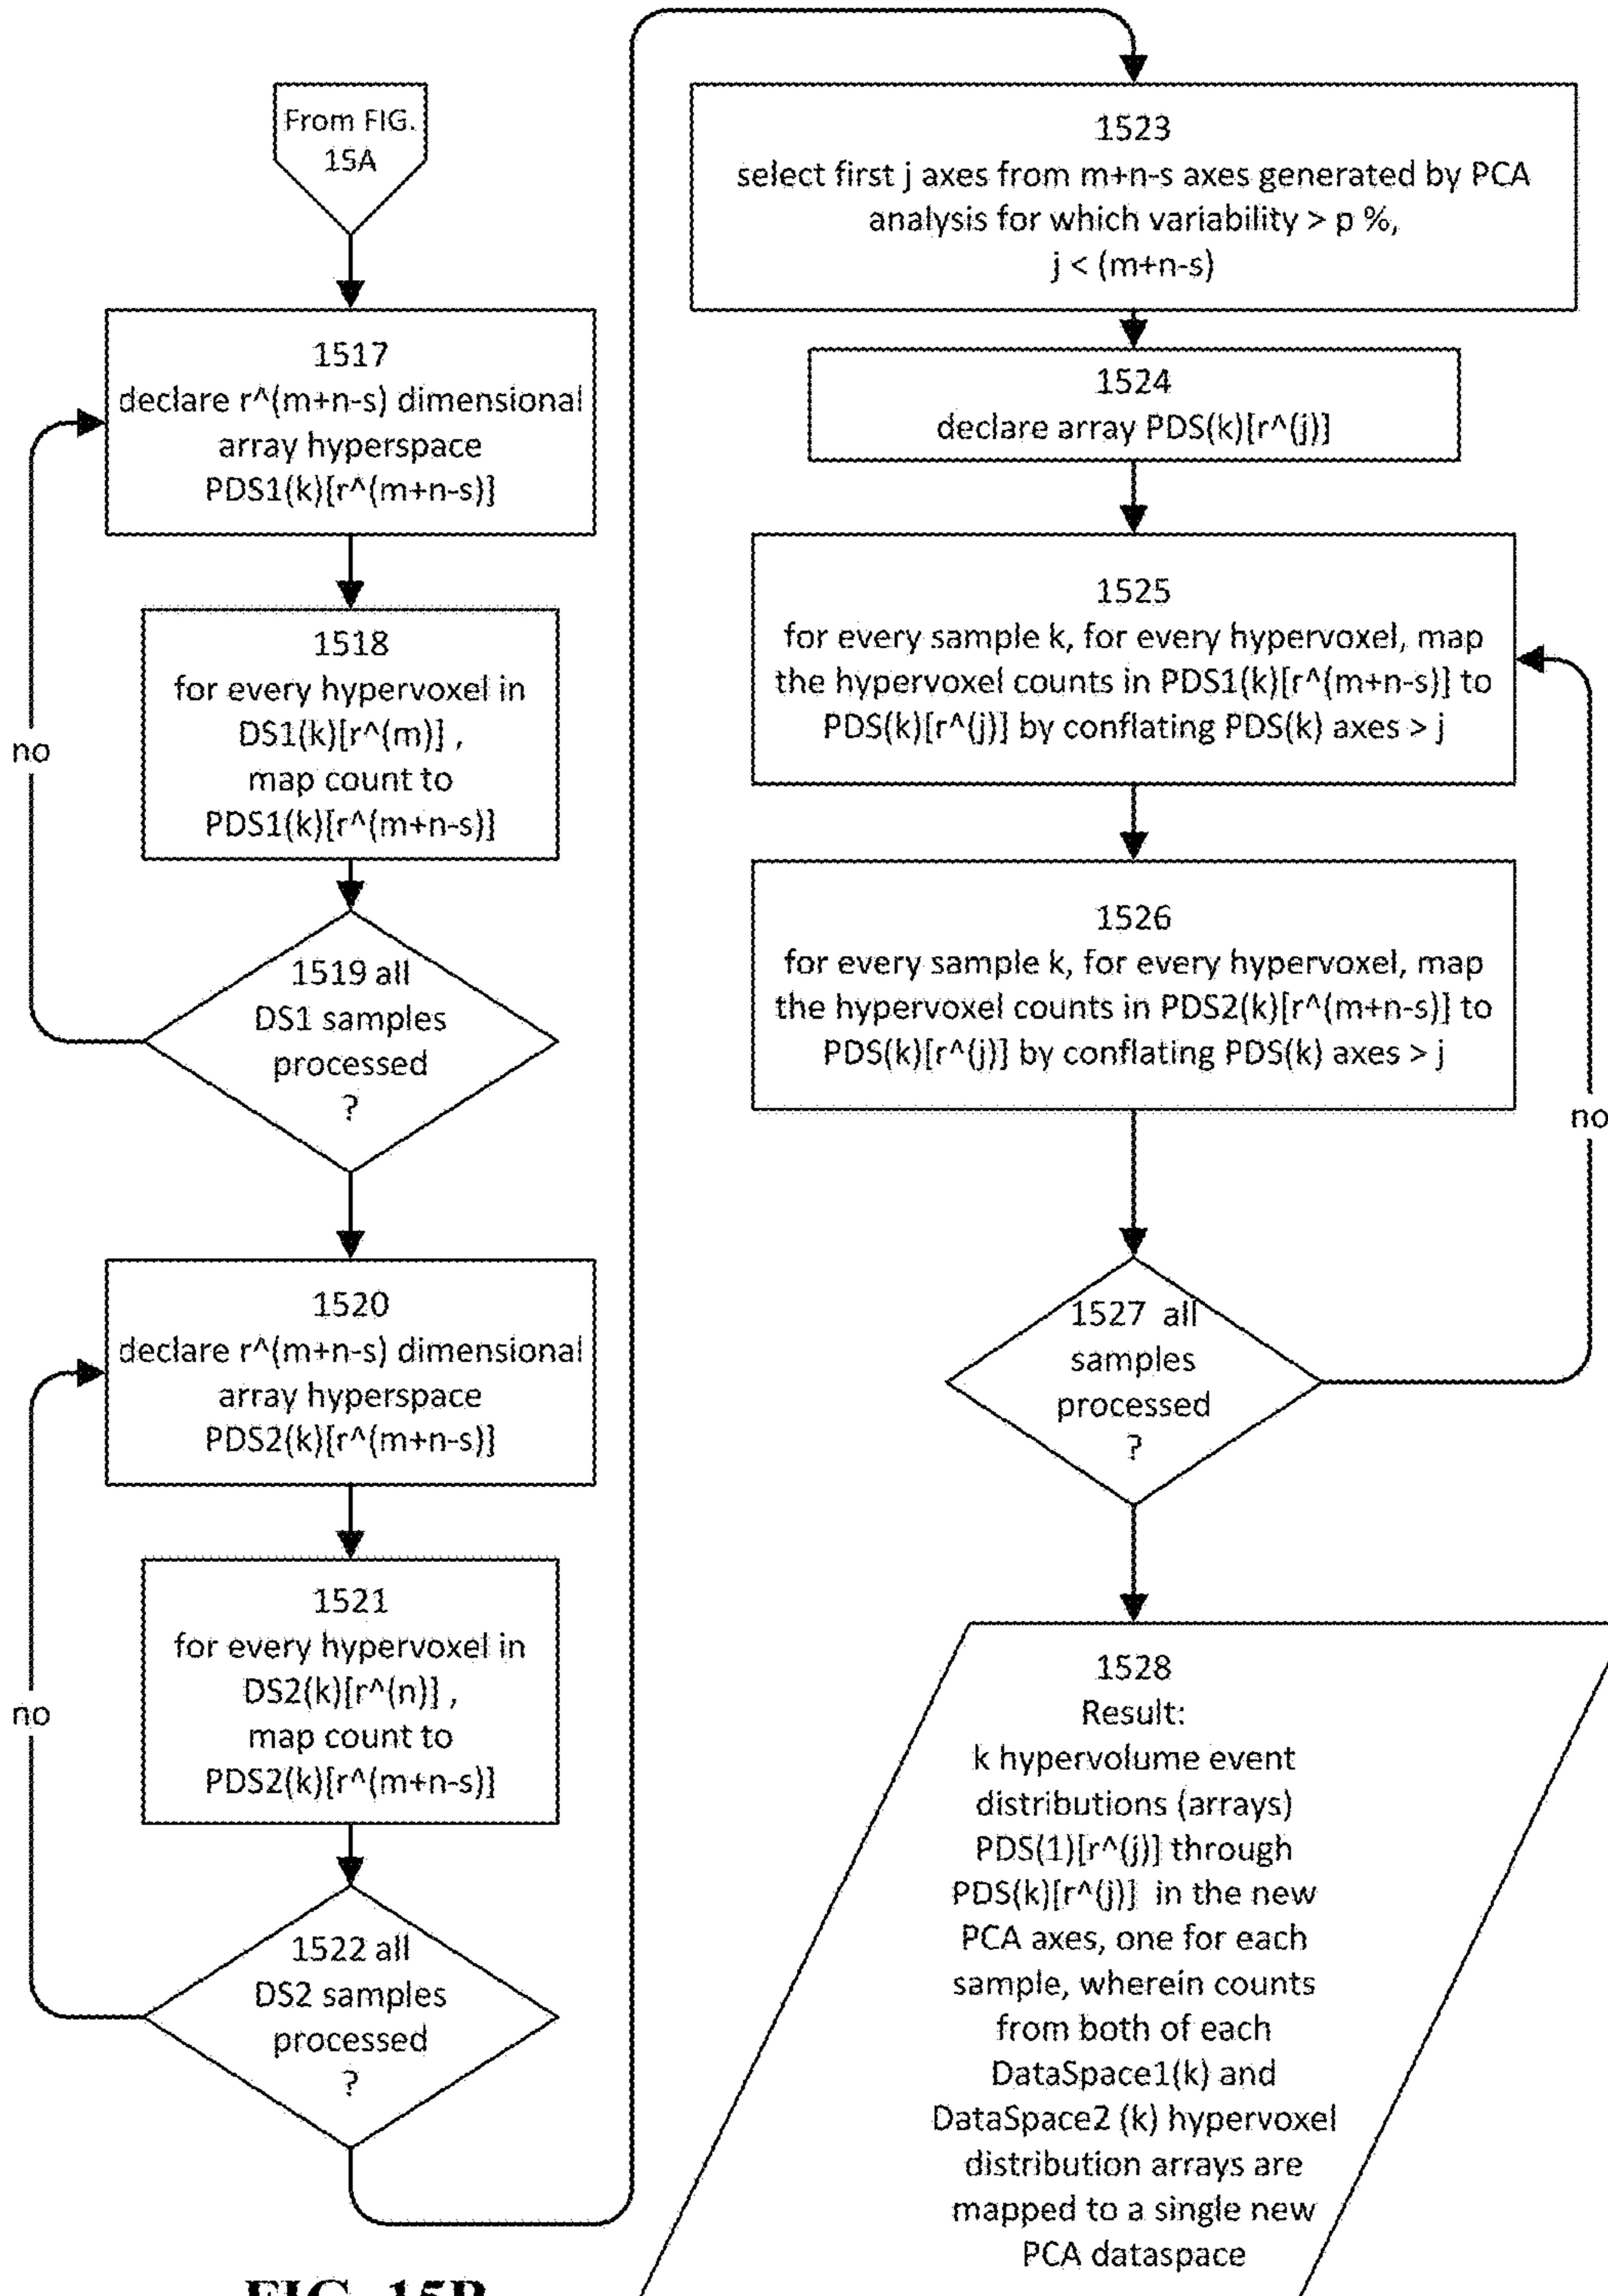 From FIG.
15A
1517
declare r^(m+n-s) dimensional
array hyperspace
PDS1(k)[r^(m+n-s)]
1518
for every hypervoxel in
DS1(k)[r^(m)] ,
map count to
PDS1(k)[r^(m+n-s)]
no
1519 all
DS1 samples
processed
?
1520
declare r^(m+n-s) dimensional
array hyperspace
PDS2(k)[r^(m+n-s)]
1521
for every hypervoxel in
DS2(k)[r^(n)] ,
map count to
PDS2(k)[r^(m+n-s)]
no
1522 all
DS2 samples
processed
?
1523
select first j axes from m+n-s axes generated by PCA
analysis for which variability > p %,
j < (m+n-s)
1524
declare array PDS(k)[r^(j)]
1525
for every sample k, for every hypervoxel, map
the hypervoxel counts in PDS1(k)[r^(m+n-s)] to
PDS(k)[r^(j)] by conflating PDS(k) axes > j
1526
for every sample k, for every hypervoxel, map
the hypervoxel counts in PDS2(k)[r^(m+n-s)] to
PDS(k)[r^(j)] by conflating PDS(k) axes > j
no
1527 all
samples
processed
?
1528
Result:
k hypervolume event
distributions (arrays)
PDS(1)[r^(j)] through
PDS(k)[r^(j)] in the new
PCA axes, one for each
sample, wherein counts
from both of each
DataSpace1(k) and
DataSpace2 (k) hypervoxel
distribution arrays are
mapped to a single new
PCA dataspace
FIG. 15B